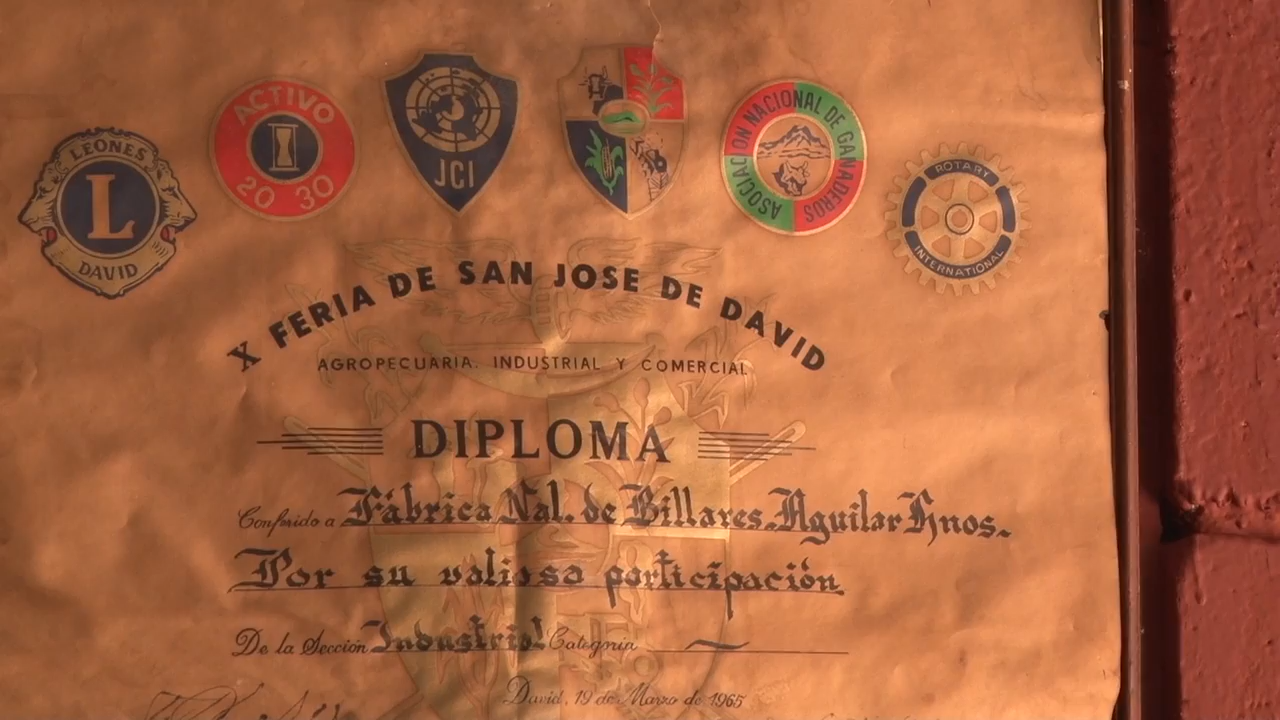 LEONES
L
DAVID
ACTIVO
20 30
JCI
ASOCIACION NACIONAL DE GANADEROS
ROTARY
INTERNATIONAL
X FERIA DE SAN JOSE DE DAVID
AGROPECUARIA. INDUSTRIAL Y COMERCIAL
DIPLOMA
Conferido a Fábrica Nal. de Billares Aguilar Hnos.
Por su valiosa participación
De la Sección Industrial Categoria
David, 19 de Marzo de 1965